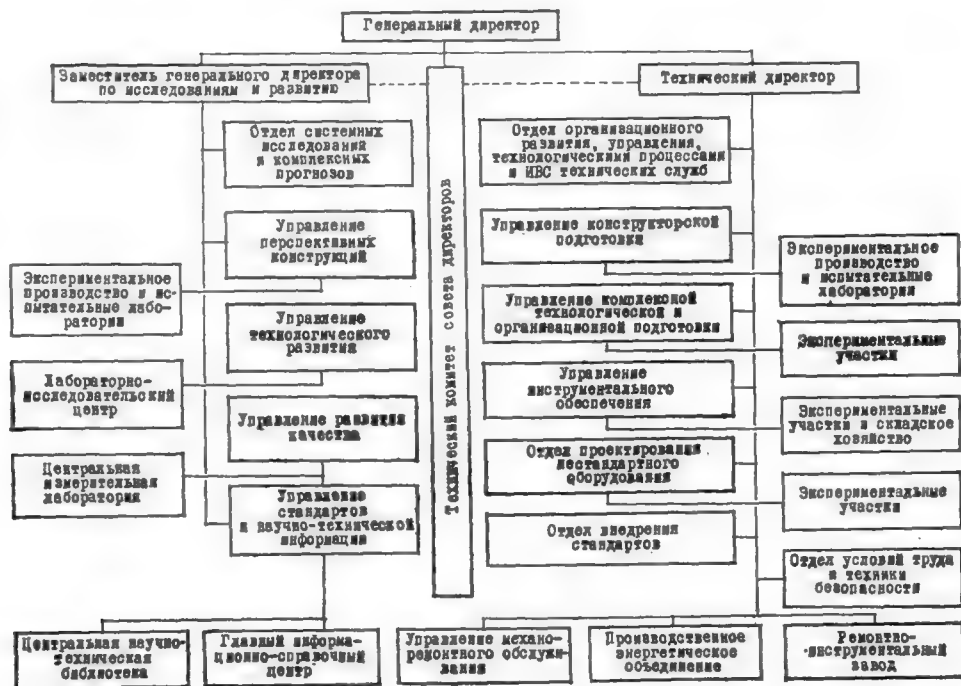 Генеральный директор
Заместитель генерального директора
по исследованиям и развитию
Технический директор
Технический комитет совета директоров
Отдел системных
исследований
и комплексных
прогнозов
Управление
перспективных
конструкций
Экспериментальное
производство и ис-
пытательные лабо-
ратории
Управление
технологического
развития
Лабораторно-
исследовательский
центр
Управление развития
качества
Центральная
измерительная
лаборатория
Управление
стандартов
и научно-технической
информации
Центральная научно-
техническая
библиотека
Главный информа-
ционно-справочный
центр
Отдел организационного
развития, управления,
технологическими процессами
и ИВС технических служб
Управление конструкторской
подготовки
Экспериментальное
производство
и испытательные
лаборатории
Управление комплексной
технологической и
организационной подготовки
Экспериментальные
участки
Управление
инструментального
обеспечения
Экспериментальные
участки и складское
хозяйство
Отдел проектирования
нестандартного
оборудования
Экспериментальные
участки
Отдел внедрения
стандартов
Отдел условий труда
и техники
безопасности
Управление механо-
ремонтного обслужи-
вания
Производственное
энергетическое
объединение
Ремонтно-
инструментальный
завод